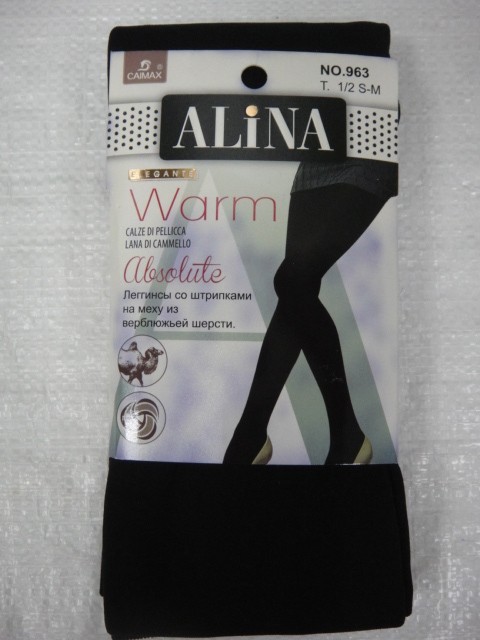 CAIMAX
NO.963
T. 1/2 S-M
ALiNA
ELEGANTE
Warm
CALZE DI PELLICCA
LANA DI CAMMELLO
Absolute
Леггинсы со штрипками
на меху из
верблюжьей шерсти.